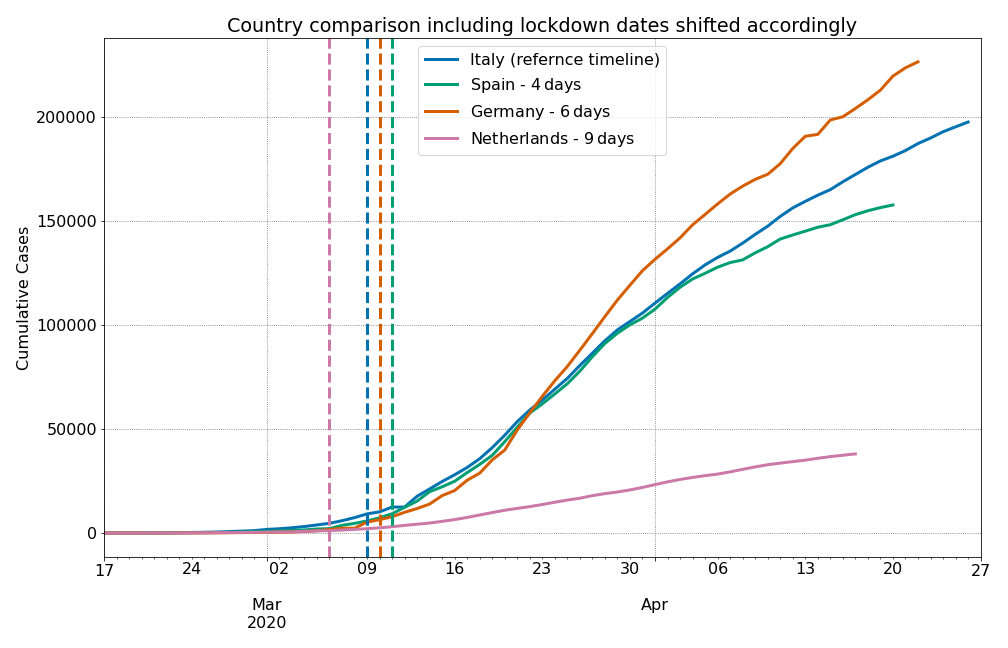 Country comparison including lockdown dates shifted accordingly
Italy (refernce timeline)
Spain - 4 days
Germany - 6 days
Netherlands - 9 days
Cumulative Cases
200000
150000
100000
50000
0
17 24 02 09 16 23 30 06 13 20 27
Mar Apr
2020